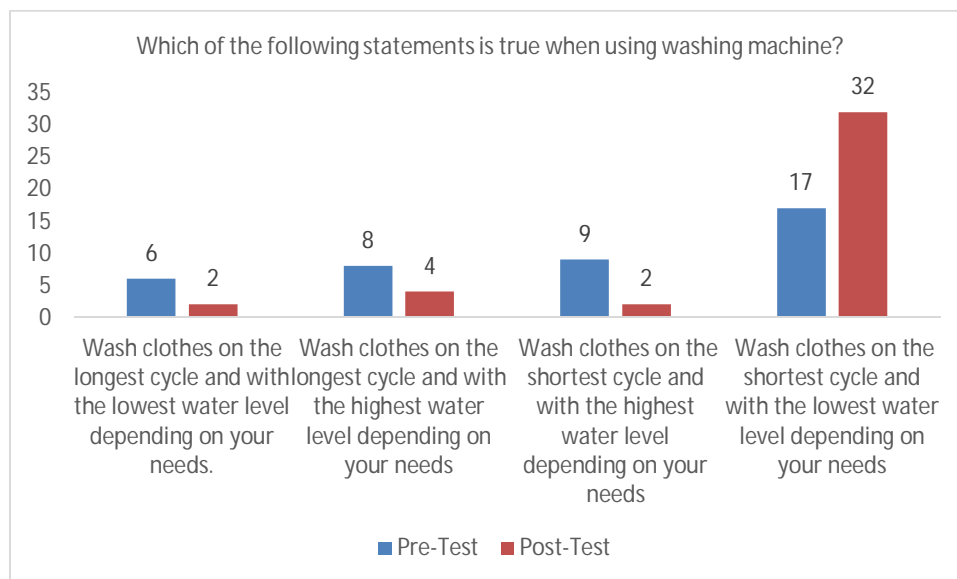 Which of the following statements is true when using washing machine?
35
30
25
20
15
10
5
0
6
2
8
4
9
2
17
32
Wash clothes on the
longest cycle and with
the lowest water level
depending on your
needs.
Wash clothes on the
longest cycle and with
the highest water
level depending on
your needs
Wash clothes on the
shortest cycle and
with the highest
water level
depending on your
needs
Wash clothes on the
shortest cycle and
with the lowest water
level depending on
your needs
Pre-Test
Post-Test